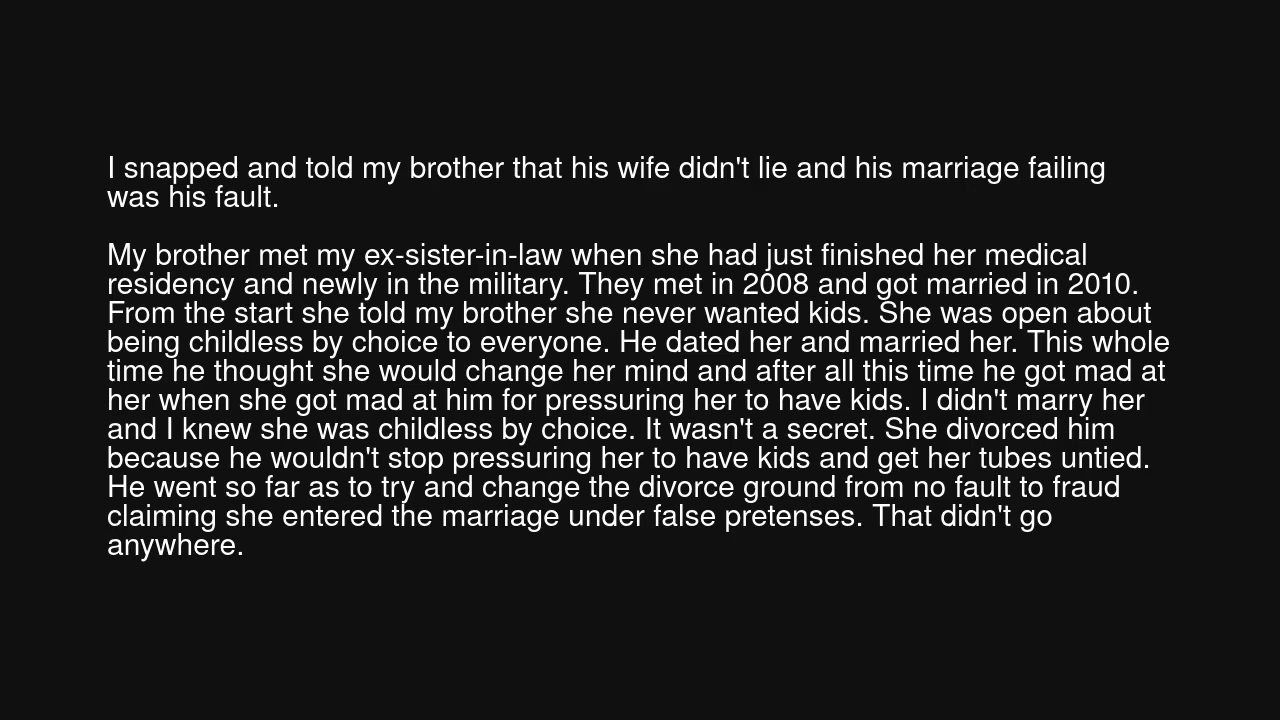 I snapped and told my brother that his wife didn't lie and his marriage failing
was his fault.
My brother met my ex-sister-in-law when she had just finished her medical
residency and newly in the military. They met in 2008 and got married in 2010.
From the start she told my brother she never wanted kids. She was open about
being childless by choice to everyone. He dated her and married her. This whole
time he thought she would change her mind and after all this time he got mad at
her when she got mad at him for pressuring her to have kids. I didn't marry her
and I knew she was childless by choice. It wasn't a secret. She divorced him
because he wouldn't stop pressuring her to have kids and get her tubes untied.
He went so far as to try and change the divorce ground from no fault to fraud
claiming she entered the marriage under false pretenses. That didn't go
anywhere.